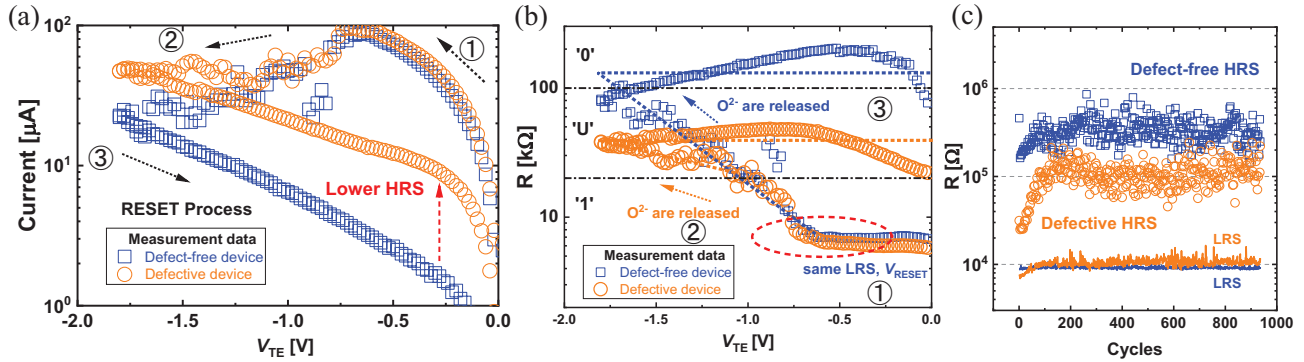 (a)
10²
10¹
10⁰
Current [µA]
②
①
③
Lower HRS
RESET Process
Measurement data
Defect-free device
Defective device
-2.0 -1.5 -1.0 -0.5 0.0
V_TE [V]
(b)
'0'
100
'U'
'1'
10
R [kΩ]
O²⁻ are released
③
O²⁻ are released
②
same LRS, V_RESET
①
Measurement data
Defect-free device
Defective device
-2.0 -1.5 -1.0 -0.5 0.0
V_TE [V]
(c)
10⁶
10⁵
10⁴
R [Ω]
Defect-free HRS
Defective HRS
LRS
LRS
0 200 400 600 800 1000
Cycles